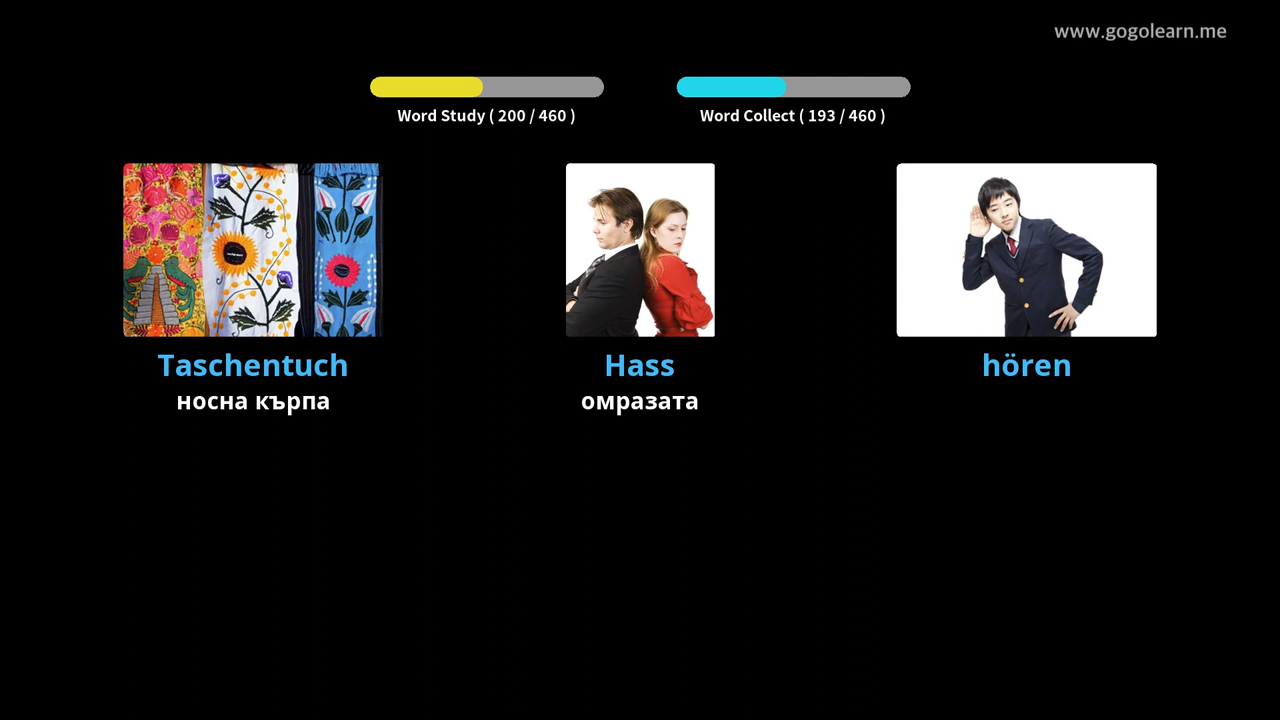 www.gogolearn.me
Word Study ( 200 / 460 )
Word Collect ( 193 / 460 )
Taschentuch
носна кърпа
Hass
омразата
hören